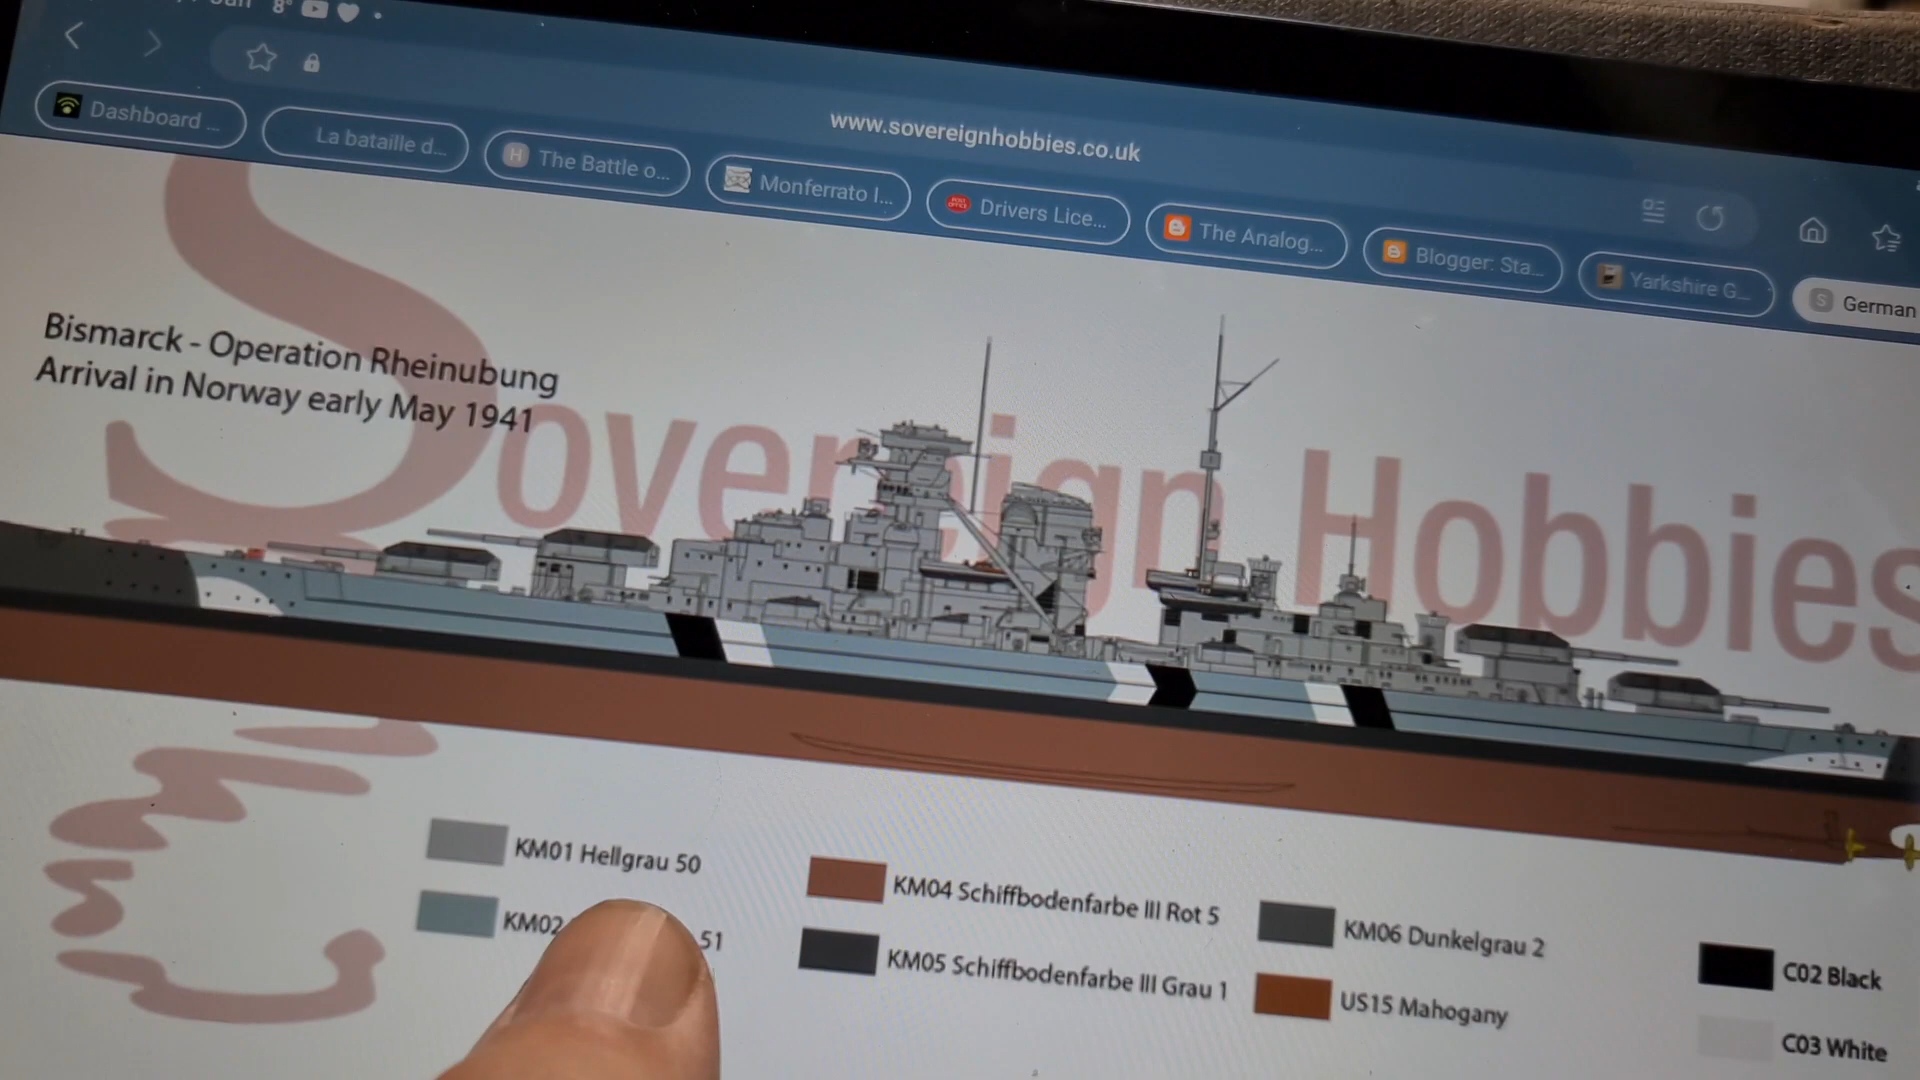 8°
www.sovereignhobbies.co.uk
Dashboard ...
La bataille d...
The Battle o...
Monferrato I...
Drivers Lice...
The Analog...
Blogger: Sta...
Yarkshire G...
German
Bismarck - Operation Rheinubung
Arrival in Norway early May 1941
Sovereign Hobbies
KM01 Hellgrau 50
KM02 51
KM04 Schiffbodenfarbe III Rot 5
KM05 Schiffbodenfarbe III Grau 1
KM06 Dunkelgrau 2
US15 Mahogany
C02 Black
C03 White